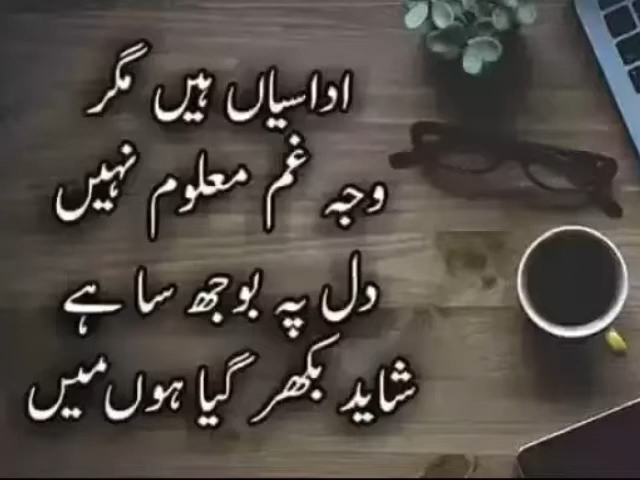 اداسیاں ہیں مگر
وجہ غم معلوم نہیں
دل پہ بوجھ سا ہے
شاید بکھر گیا ہوں میں